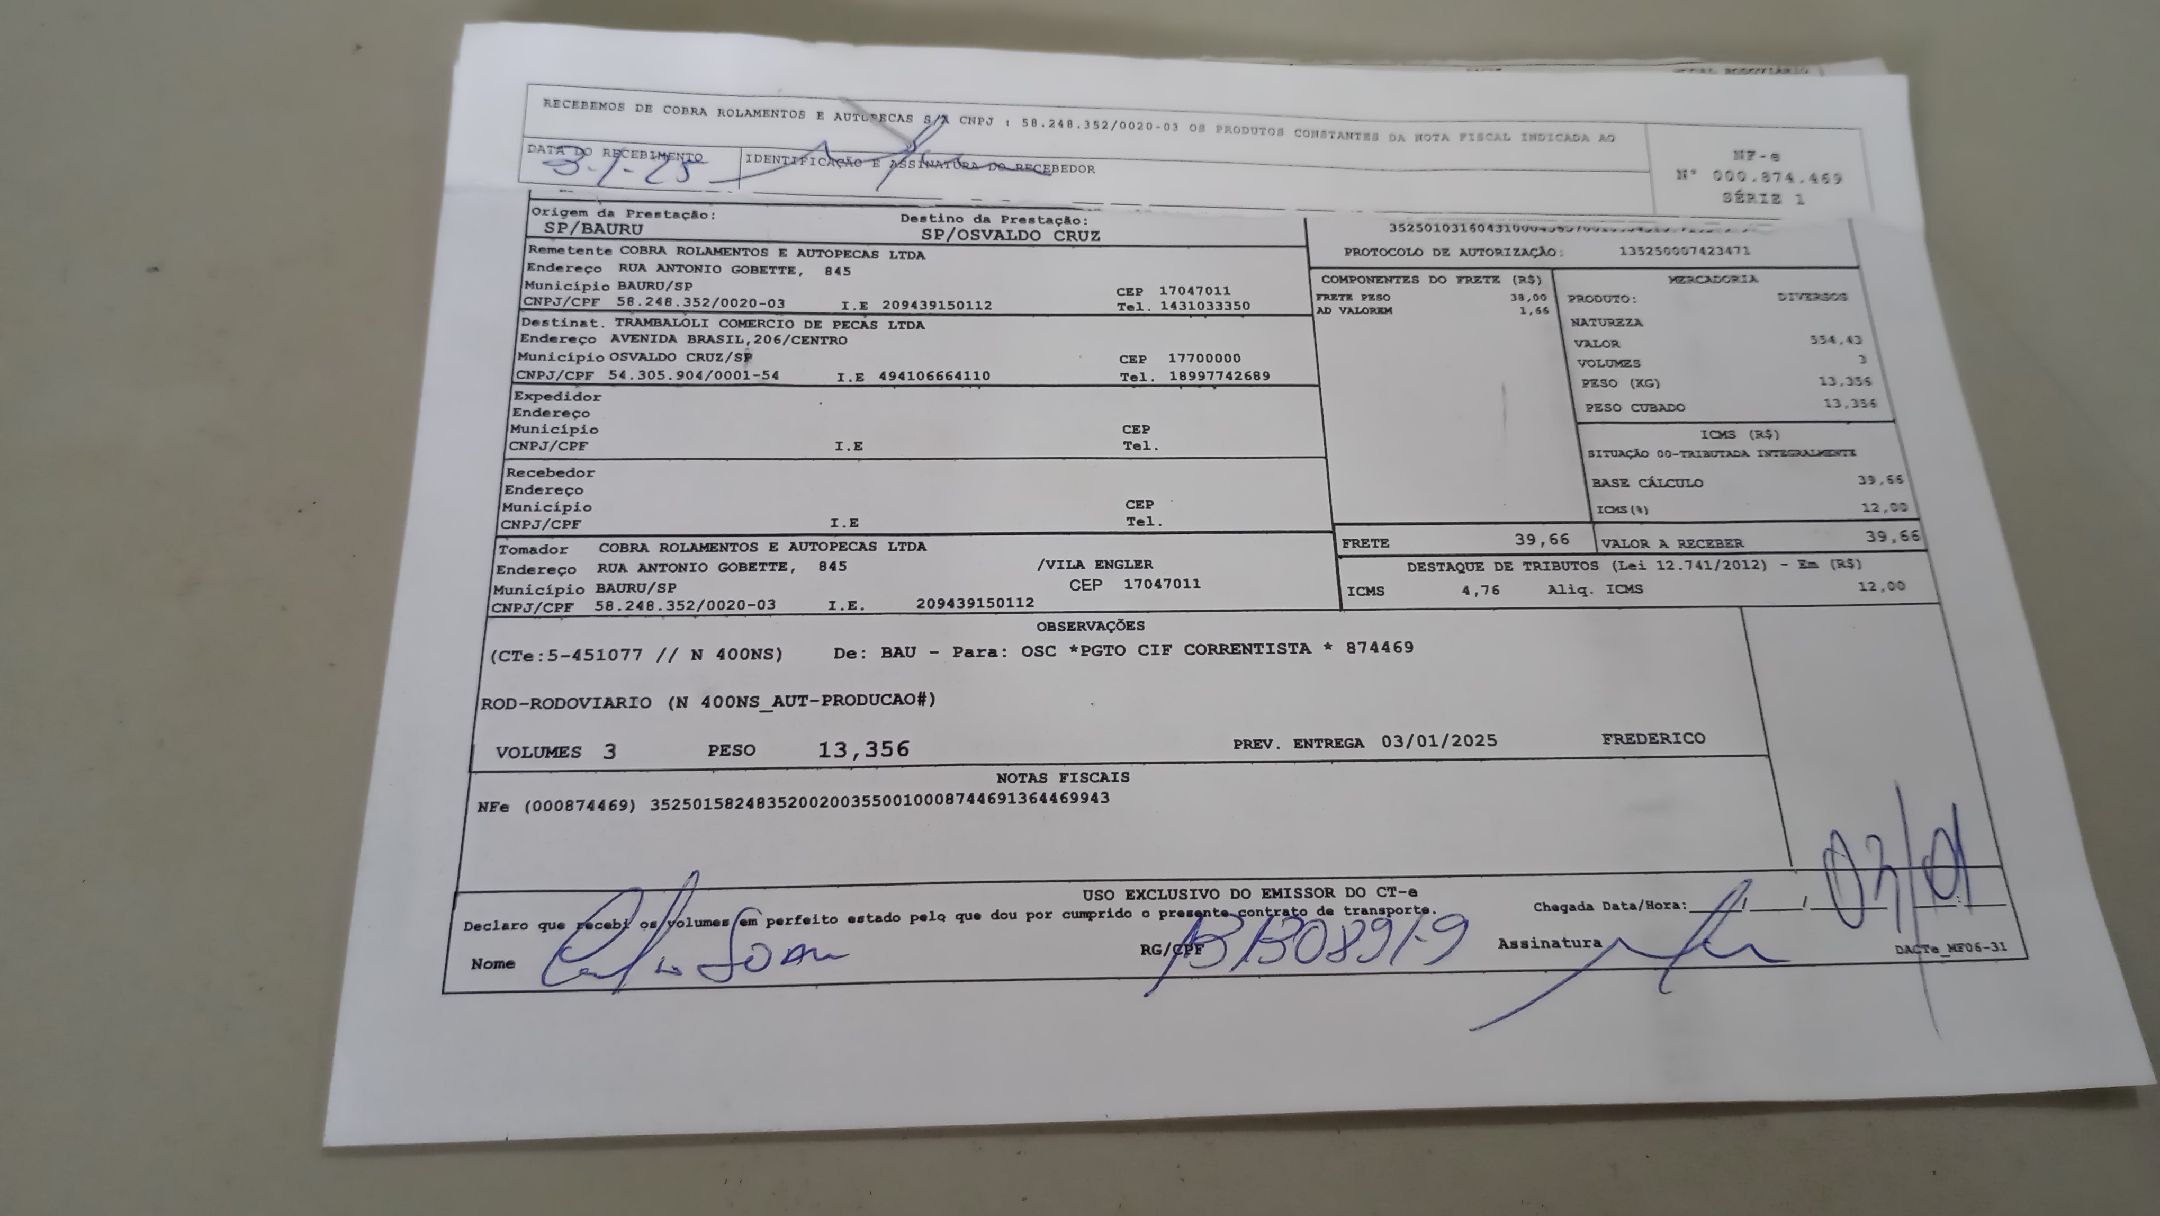 RECEBEMOS DE COBRA ROLAMENTOS E AUTOPECAS S/A CNPJ : 58.248.352/0020-03 OS PRODUTOS CONSTANTES DA NOTA FISCAL INDICADA AO
DATA DO RECEBIMENTO IDENTIFICAÇÃO E ASSINATURA DO RECEBEDOR
3-1-25
NF-e
N° 000.874.469
SÉRIE 1
Origem da Prestação: Destino da Prestação:
SP/BAURU SP/OSVALDO CRUZ
Remetente COBRA ROLAMENTOS E AUTOPECAS LTDA
Endereço RUA ANTONIO GOBETTE, 845
Município BAURU/SP CEP 17047011
CNPJ/CPF 58.248.352/0020-03 I.E 209439150112 Tel. 1431033350
Destinat. TRAMBALOLI COMERCIO DE PECAS LTDA
Endereço AVENIDA BRASIL,206/CENTRO
Município OSVALDO CRUZ/SP CEP 17700000
CNPJ/CPF 54.305.904/0001-54 I.E 494106664110 Tel. 18997742689
Expedidor
Endereço
Município CEP
CNPJ/CPF I.E Tel.
Recebedor
Endereço
Município CEP
CNPJ/CPF I.E Tel.
Tomador COBRA ROLAMENTOS E AUTOPECAS LTDA
Endereço RUA ANTONIO GOBETTE, 845 /VILA ENGLER
Município BAURU/SP CEP 17047011
CNPJ/CPF 58.248.352/0020-03 I.E. 209439150112
PROTOCOLO DE AUTORIZAÇÃO: 135250007423471
COMPONENTES DO FRETE (R$)
FRETE PESO 38,00
AD VALOREM 1,66
MERCADORIA
PRODUTO: DIVERSOS
NATUREZA
VALOR 554,43
VOLUMES 3
PESO (KG) 13,356
PESO CUBADO 13,356
ICMS (R$)
SITUAÇÃO 00-TRIBUTADA INTEGRALMENTE
BASE CÁLCULO 39,66
ICMS(%) 12,00
FRETE 39,66 VALOR A RECEBER 39,66
DESTAQUE DE TRIBUTOS (Lei 12.741/2012) - Em (R$)
ICMS 4,76 Aliq. ICMS 12,00
OBSERVAÇÕES
(CTe:5-451077 // N 400NS) De: BAU - Para: OSC *PGTO CIF CORRENTISTA * 874469
ROD-RODOVIARIO (N 400NS_AUT-PRODUCAO#)
VOLUMES 3 PESO 13,356 PREV. ENTREGA 03/01/2025 FREDERICO
NOTAS FISCAIS
NFe (000874469) 35250158248352002003550010008744691364469943
USO EXCLUSIVO DO EMISSOR DO CT-e
Declaro que recebi os volumes em perfeito estado pelo que dou por cumprido o presente contrato de transporte.
Chegada Data/Hora:
Nome RG/CPF Assinatura
DACTe_MF06-31